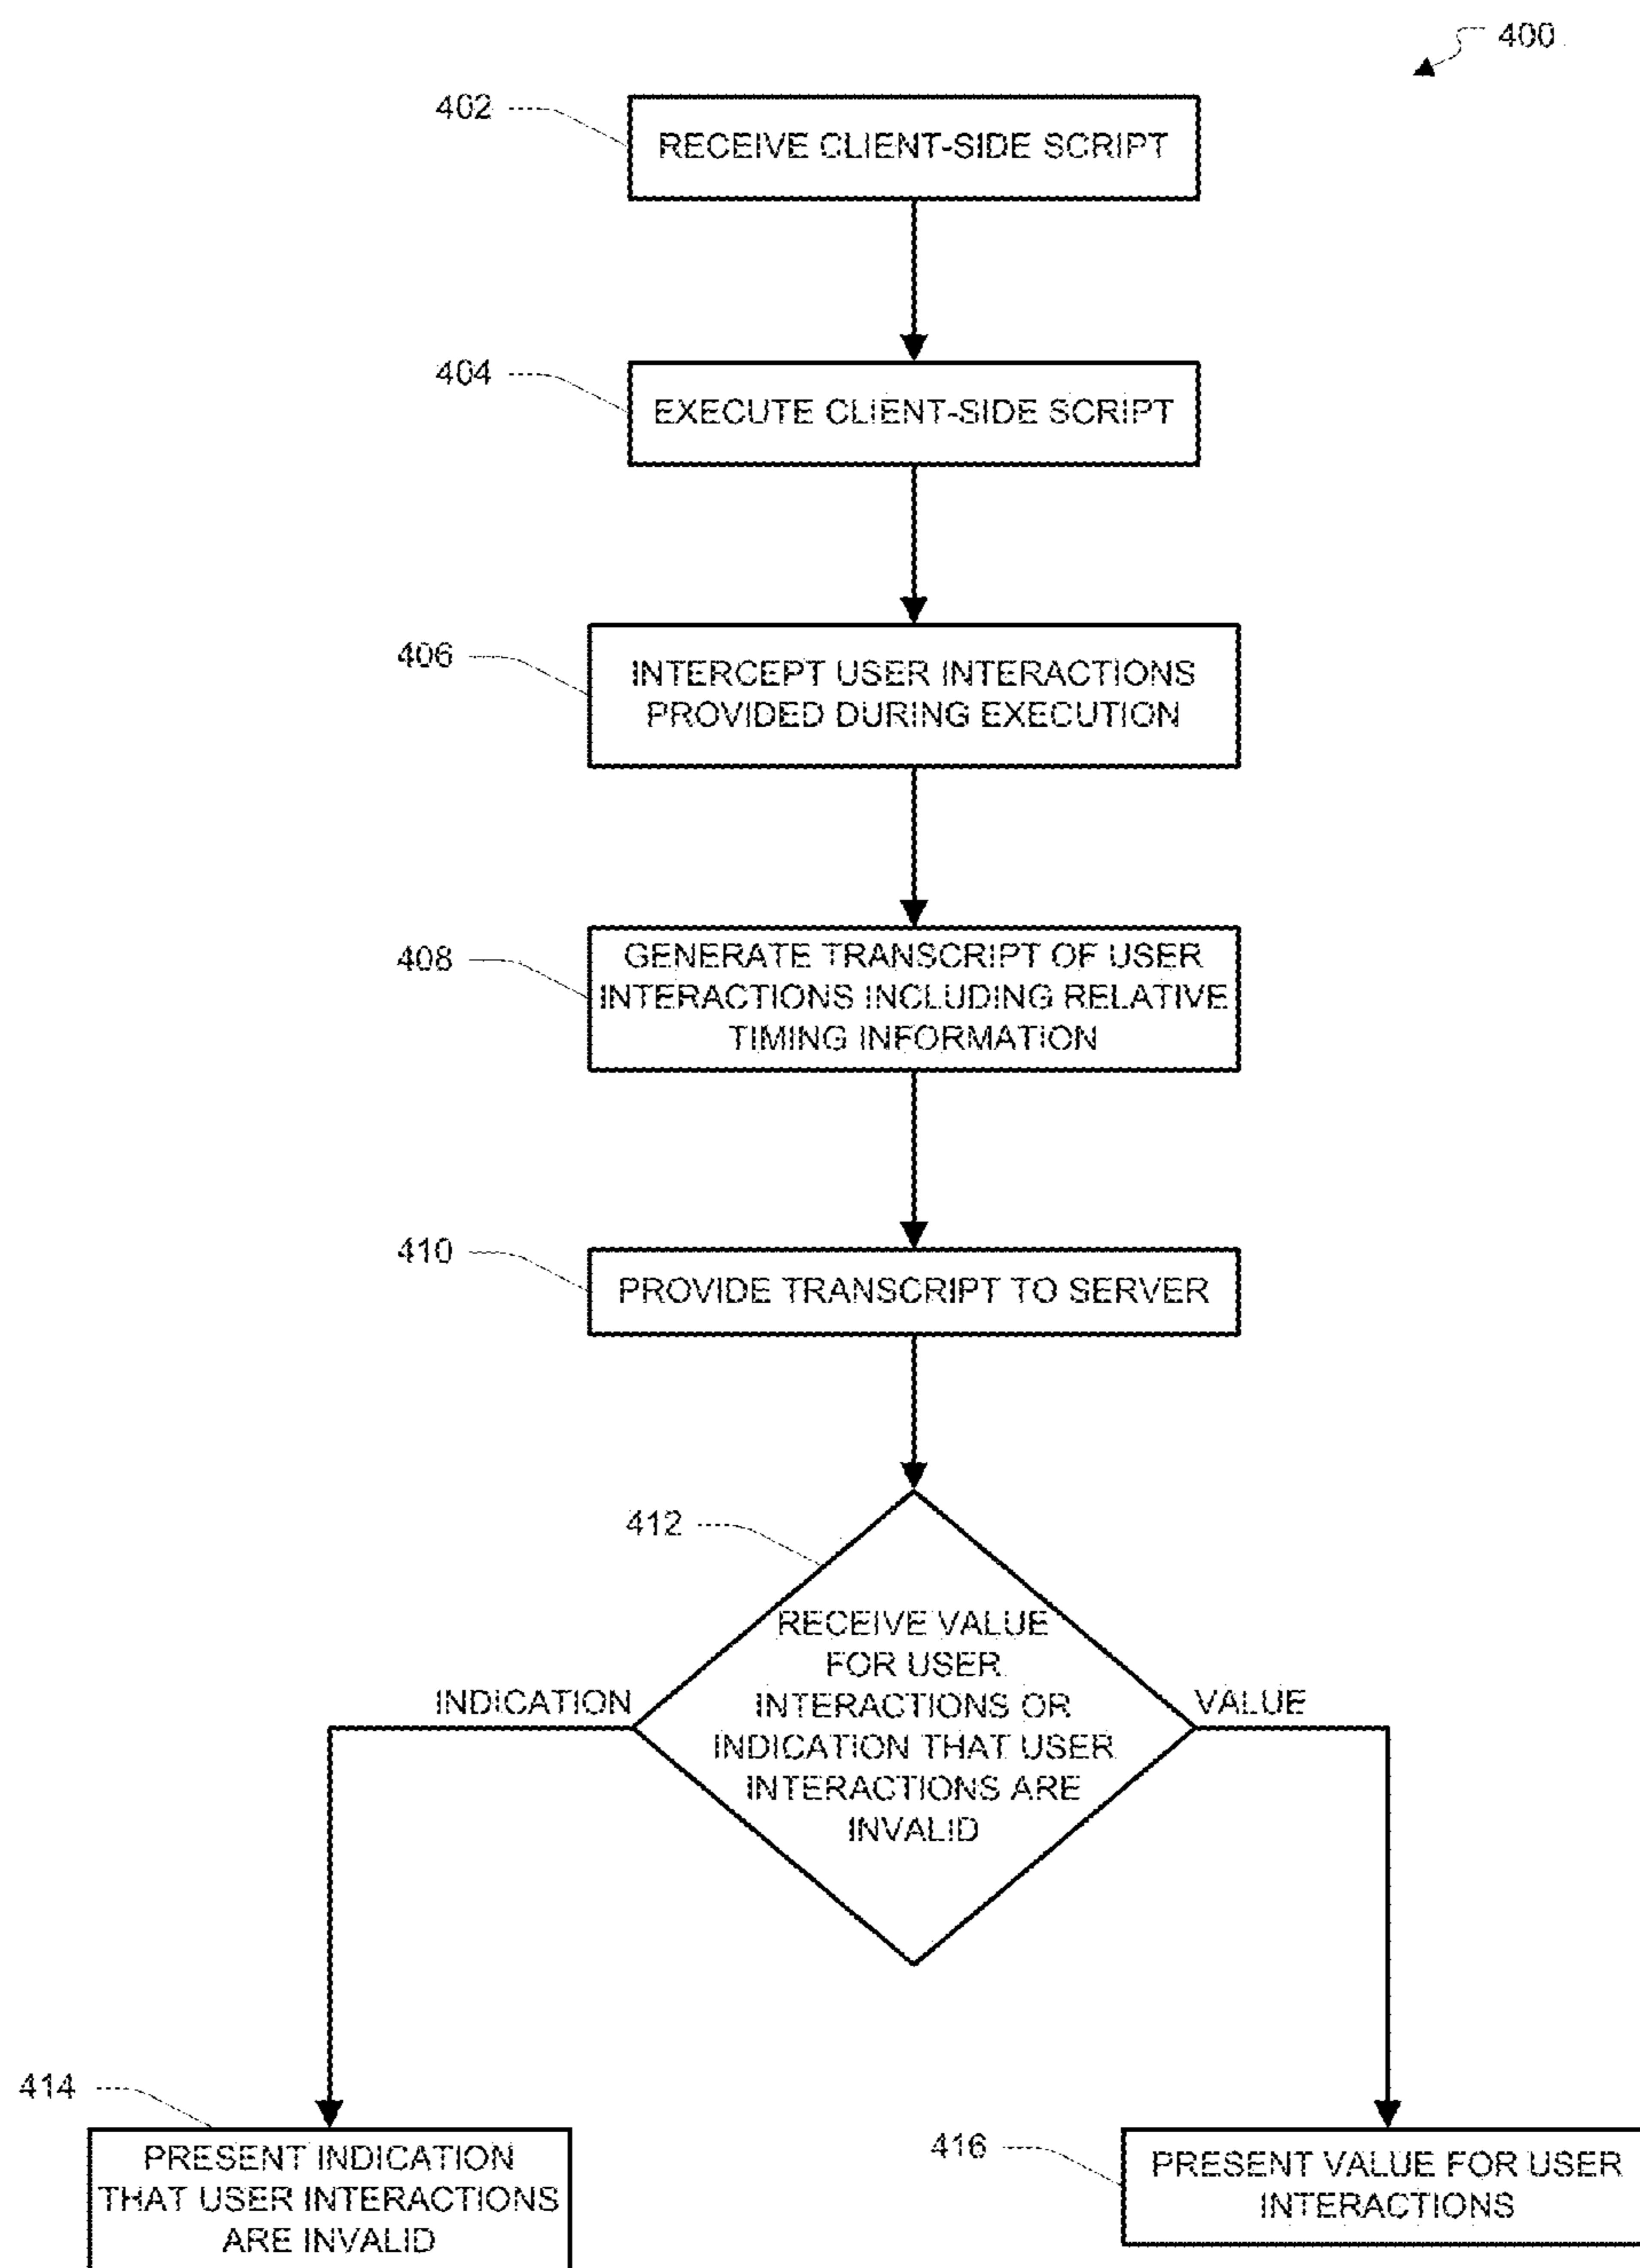 400
402
RECEIVE CLIENT-SIDE SCRIPT
404
EXECUTE CLIENT-SIDE SCRIPT
406
INTERCEPT USER INTERACTIONS
PROVIDED DURING EXECUTION
408
GENERATE TRANSCRIPT OF USER
INTERACTIONS INCLUDING RELATIVE
TIMING INFORMATION
410
PROVIDE TRANSCRIPT TO SERVER
412
RECEIVE VALUE
FOR USER
INTERACTIONS OR
INDICATION THAT USER
INTERACTIONS ARE
INVALID
INDICATION
VALUE
414
PRESENT INDICATION
THAT USER INTERACTIONS
ARE INVALID
416
PRESENT VALUE FOR USER
INTERACTIONS